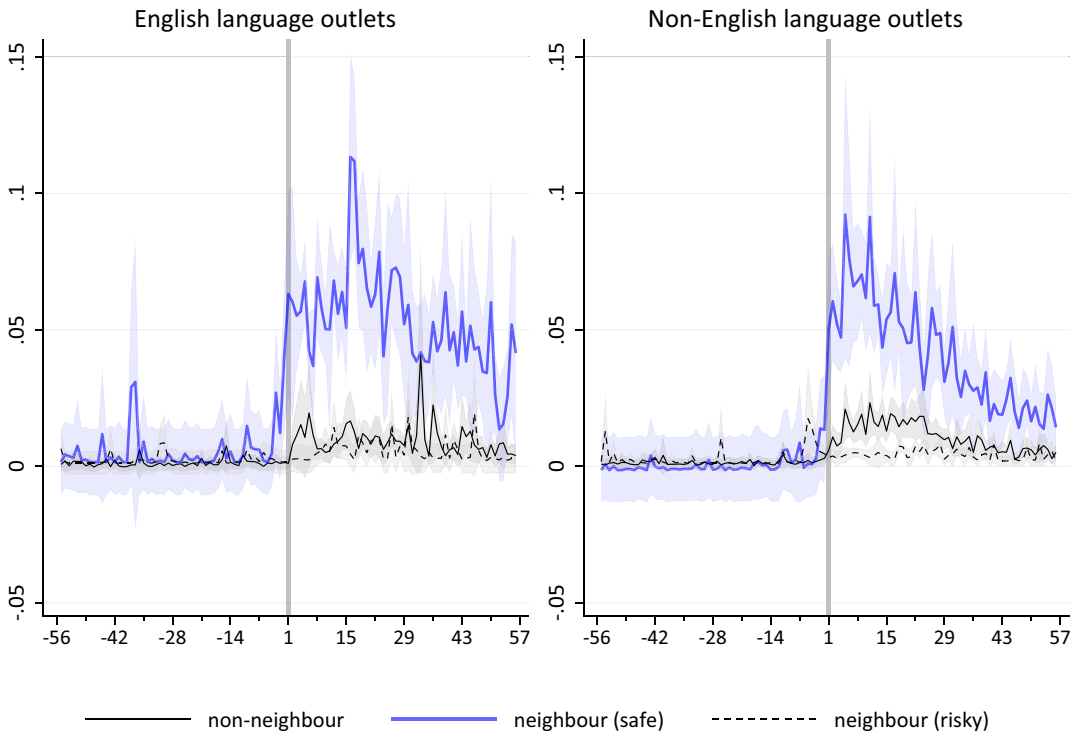 English language outlets
Non-English language outlets
.15
.1
.05
0
-.05
-56 -42 -28 -14 1 15 29 43 57
.15
.1
.05
0
-.05
-56 -42 -28 -14 1 15 29 43 57
non-neighbour
neighbour (safe)
neighbour (risky)